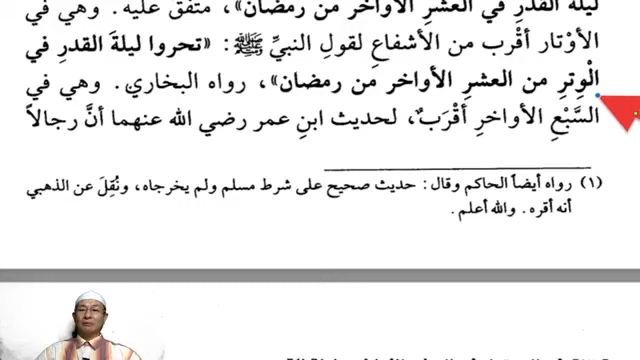 ليلةَ القدرِ في العشرِ الأواخرِ من رمضان»، متفق عليه. وهي في
الأوْتار أقْرب من الأشفاعِ لقولِ النبيِّ ﷺ: «تحروا ليلةَ القدرِ في
الْوِترِ من العشرِ الأواخرِ من رمضان»، رواه البخاري. وهي في
السَّبْعِ الأواخرِ أقْرَبُ، لحديث ابنِ عمر رضي الله عنهما أنَّ رجالاً
(١) رواه أيضاً الحاكم وقال: حديث صحيح على شرط مسلم ولم يخرجاه، ونُقِلَ عن الذهبي
أنه أقره. والله أعلم.